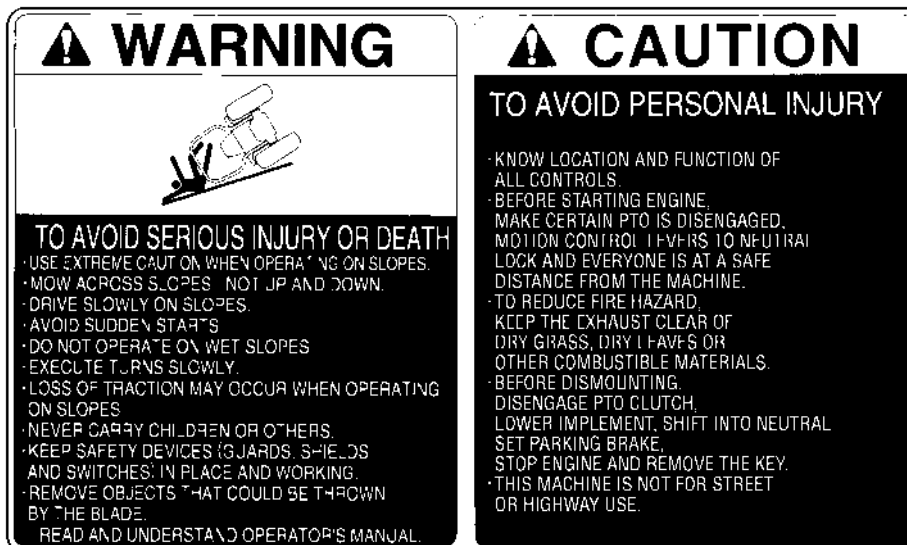 WARNING
TO AVOID SERIOUS INJURY OR DEATH
·USE EXTREME CAUTION WHEN OPERATING ON SLOPES.
·MOW ACROSS SLOPES NOT UP AND DOWN.
·DRIVE SLOWLY ON SLOPES.
·AVOID SUDDEN STARTS
·DO NOT OPERATE ON WET SLOPES
·EXECUTE TURNS SLOWLY.
·LOSS OF TRACTION MAY OCCUR WHEN OPERATING
ON SLOPES
·NEVER CARRY CHILDREN OR OTHERS.
·KEEP SAFETY DEVICES (GUARDS, SHIELDS
AND SWITCHES) IN PLACE AND WORKING.
·REMOVE OBJECTS THAT COULD BE THROWN
BY THE BLADE.
READ AND UNDERSTAND OPERATOR'S MANUAL.
CAUTION
TO AVOID PERSONAL INJURY
·KNOW LOCATION AND FUNCTION OF
ALL CONTROLS.
·BEFORE STARTING ENGINE,
MAKE CERTAIN PTO IS DISENGAGED,
MOTION CONTROL LEVERS TO NEUTRAL
LOCK AND EVERYONE IS AT A SAFE
DISTANCE FROM THE MACHINE.
·TO REDUCE FIRE HAZARD,
KEEP THE EXHAUST CLEAR OF
DRY GRASS, DRY LEAVES OR
OTHER COMBUSTIBLE MATERIALS.
·BEFORE DISMOUNTING.
DISENGAGE PTO CLUTCH,
LOWER IMPLEMENT, SHIFT INTO NEUTRAL
SET PARKING BRAKE,
STOP ENGINE AND REMOVE THE KEY.
·THIS MACHINE IS NOT FOR STREET
OR HIGHWAY USE.